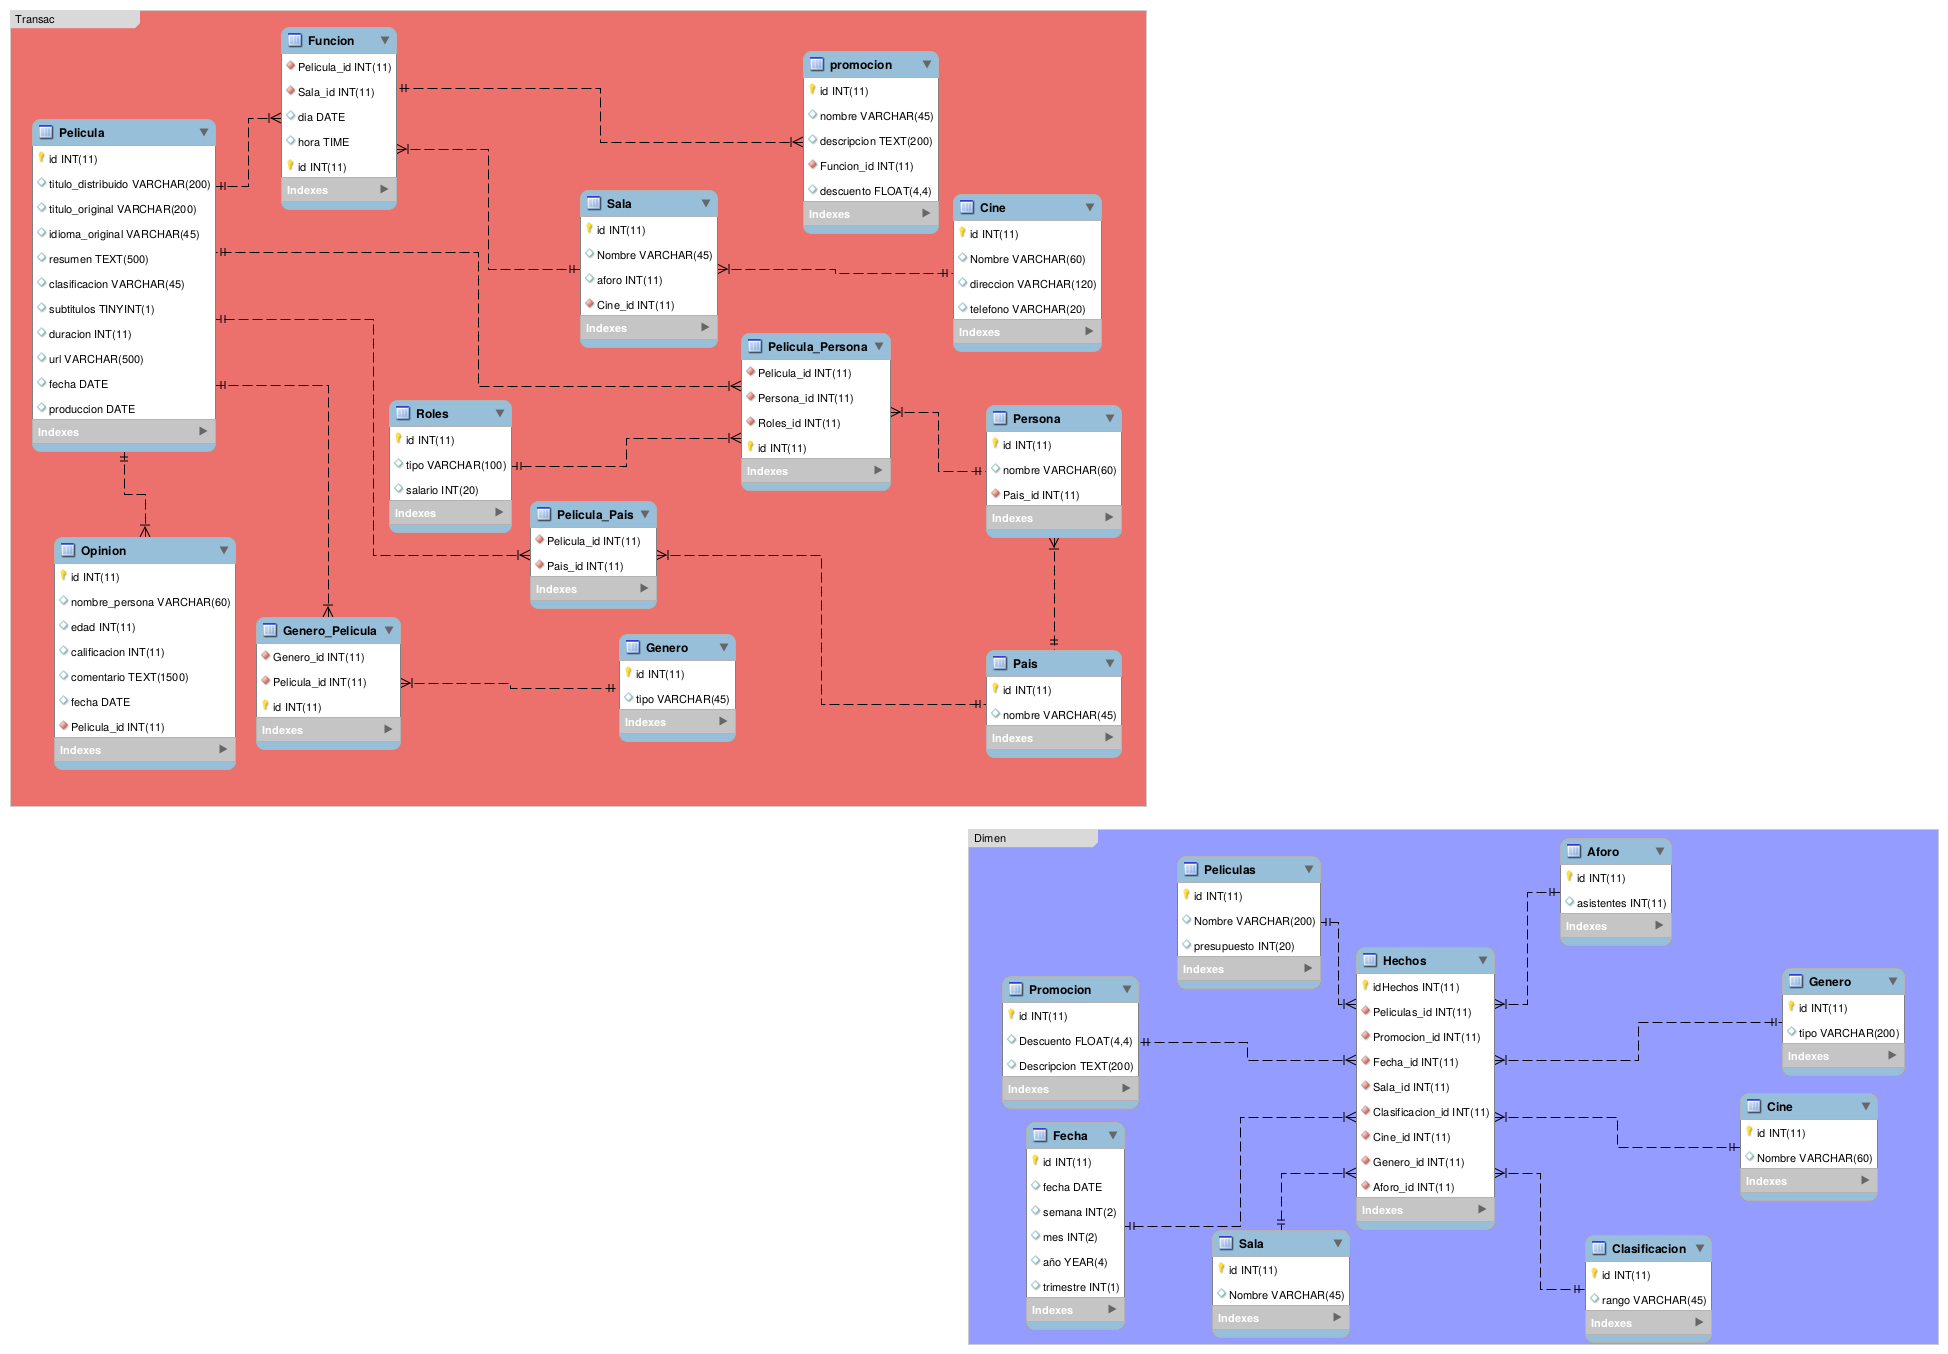 Transac
Funcion
Pelicula_id INT(11)
Sala_id INT(11)
dia DATE
hora TIME
id INT(11)
Indexes
promocion
id INT(11)
nombre VARCHAR(45)
descripcion TEXT(200)
Funcion_id INT(11)
descuento FLOAT(4,4)
Indexes
Pelicula
id INT(11)
titulo_distribuido VARCHAR(200)
titulo_original VARCHAR(200)
idioma_original VARCHAR(45)
resumen TEXT(500)
clasificacion VARCHAR(45)
subtitulos TINYINT(1)
duracion INT(11)
url VARCHAR(500)
fecha DATE
produccion DATE
Indexes
Sala
id INT(11)
Nombre VARCHAR(45)
aforo INT(11)
Cine_id INT(11)
Indexes
Cine
id INT(11)
Nombre VARCHAR(60)
direccion VARCHAR(120)
telefono VARCHAR(20)
Indexes
Pelicula_Persona
Pelicula_id INT(11)
Persona_id INT(11)
Roles_id INT(11)
id INT(11)
Indexes
Roles
id INT(11)
tipo VARCHAR(100)
salario INT(20)
Indexes
Persona
id INT(11)
nombre VARCHAR(60)
Pais_id INT(11)
Indexes
Pelicula_Pais
Pelicula_id INT(11)
Pais_id INT(11)
Indexes
Opinion
id INT(11)
nombre_persona VARCHAR(60)
edad INT(11)
calificacion INT(11)
comentario TEXT(1500)
fecha DATE
Pelicula_id INT(11)
Indexes
Genero_Pelicula
Genero_id INT(11)
Pelicula_id INT(11)
id INT(11)
Indexes
Genero
id INT(11)
tipo VARCHAR(45)
Indexes
Pais
id INT(11)
nombre VARCHAR(45)
Indexes
Dimen
Peliculas
id INT(11)
Nombre VARCHAR(200)
presupuesto INT(20)
Indexes
Aforo
id INT(11)
asistentes INT(11)
Indexes
Hechos
idHechos INT(11)
Peliculas_id INT(11)
Promocion_id INT(11)
Fecha_id INT(11)
Sala_id INT(11)
Clasificacion_id INT(11)
Cine_id INT(11)
Genero_id INT(11)
Aforo_id INT(11)
Indexes
Promocion
id INT(11)
Descuento FLOAT(4,4)
Descripcion TEXT(200)
Indexes
Genero
id INT(11)
tipo VARCHAR(200)
Indexes
Cine
id INT(11)
Nombre VARCHAR(60)
Indexes
Fecha
id INT(11)
fecha DATE
semana INT(2)
mes INT(2)
año YEAR(4)
trimestre INT(1)
Indexes
Sala
id INT(11)
Nombre VARCHAR(45)
Indexes
Clasificacion
id INT(11)
rango VARCHAR(45)
Indexes